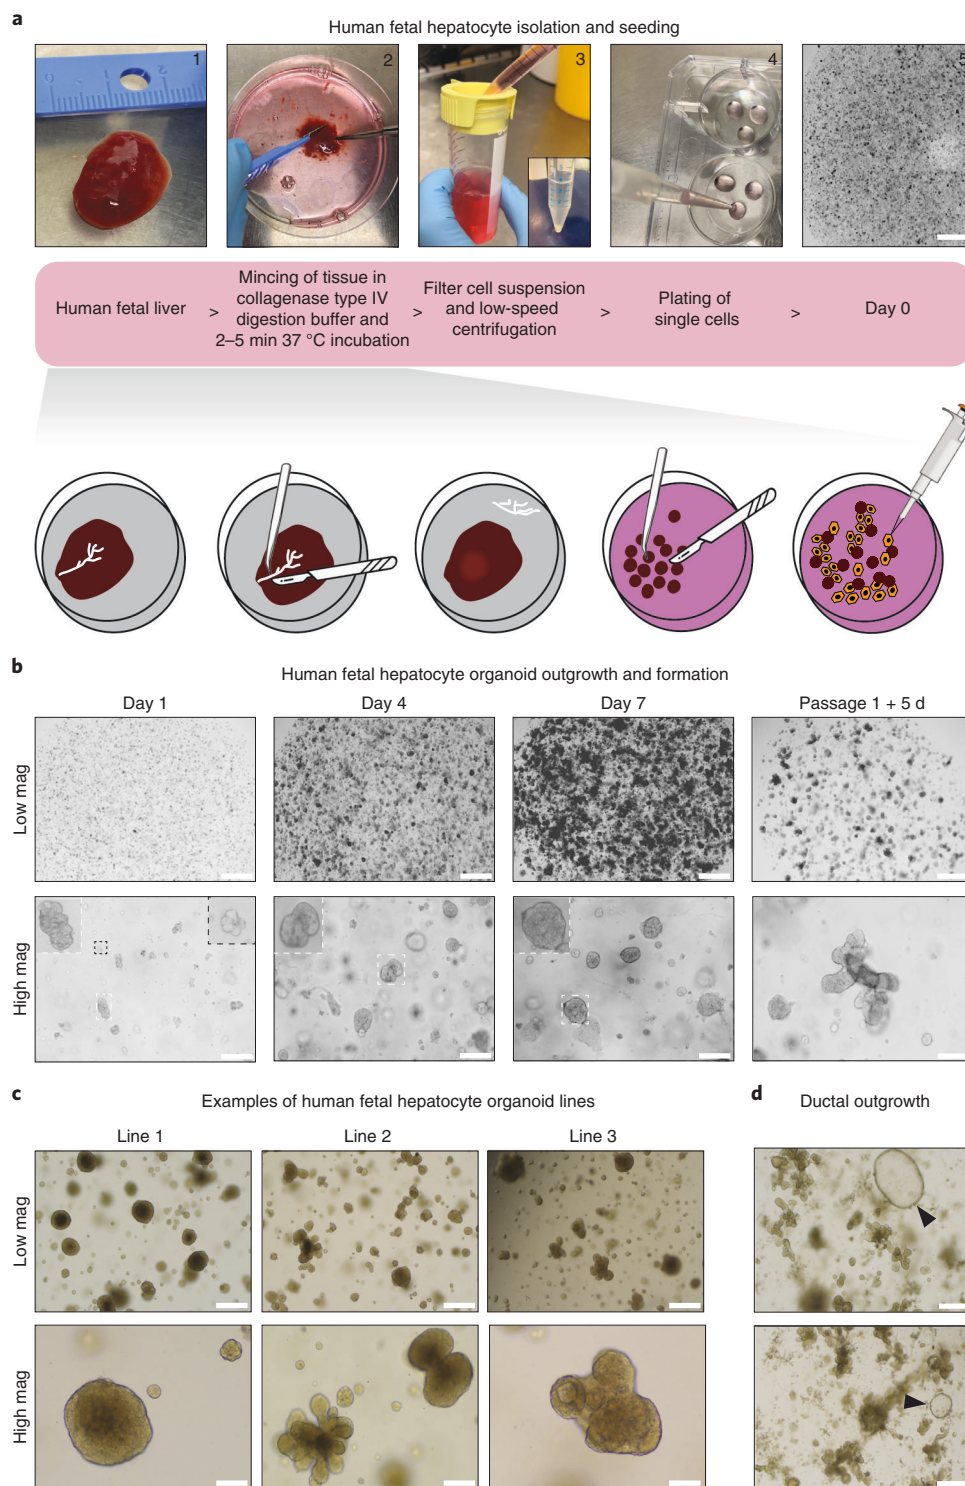 a
Human fetal hepatocyte isolation and seeding
1
2
3
4
5
Human fetal liver
>
Mincing of tissue in
collagenase type IV
digestion buffer and
2–5 min 37 °C incubation
>
Filter cell suspension
and low-speed
centrifugation
>
Plating of
single cells
>
Day 0
b
Human fetal hepatocyte organoid outgrowth and formation
Day 1
Day 4
Day 7
Passage 1 + 5 d
Low mag
High mag
c
Examples of human fetal hepatocyte organoid lines
Line 1
Line 2
Line 3
Low mag
High mag
d
Ductal outgrowth